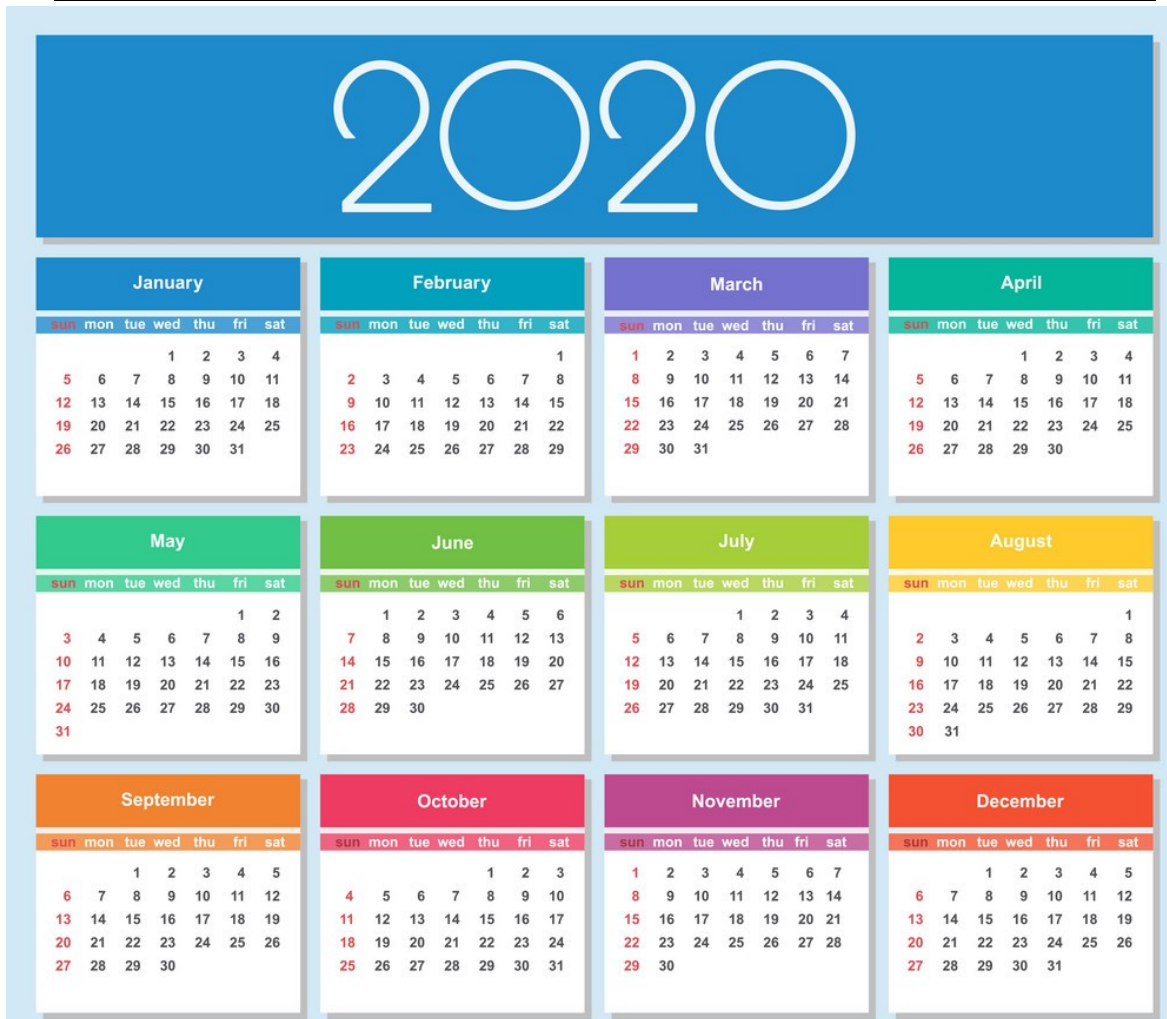 2020
January February March April
sun mon tue wed thu fri sat sun mon tue wed thu fri sat sun mon tue wed thu fri sat sun mon tue wed thu fri sat
1 2 3 4 1 1 2 3 4 5 6 7 1 2 3 4
5 6 7 8 9 10 11 2 3 4 5 6 7 8 8 9 10 11 12 13 14 5 6 7 8 9 10 11
12 13 14 15 16 17 18 9 10 11 12 13 14 15 15 16 17 18 19 20 21 12 13 14 15 16 17 18
19 20 21 22 23 24 25 16 17 18 19 20 21 22 22 23 24 25 26 27 28 19 20 21 22 23 24 25
26 27 28 29 30 31 23 24 25 26 27 28 29 29 30 31 26 27 28 29 30
May June July August
sun mon tue wed thu fri sat sun mon tue wed thu fri sat sun mon tue wed thu fri sat sun mon tue wed thu fri sat
1 2 1 2 3 4 5 6 1 2 3 4 1
3 4 5 6 7 8 9 7 8 9 10 11 12 13 5 6 7 8 9 10 11 2 3 4 5 6 7 8
10 11 12 13 14 15 16 14 15 16 17 18 19 20 12 13 14 15 16 17 18 9 10 11 12 13 14 15
17 18 19 20 21 22 23 21 22 23 24 25 26 27 19 20 21 22 23 24 25 16 17 18 19 20 21 22
24 25 26 27 28 29 30 28 29 30 26 27 28 29 30 31 23 24 25 26 27 28 29
31 30 31
September October November December
sun mon tue wed thu fri sat sun mon tue wed thu fri sat sun mon tue wed thu fri sat sun mon tue wed thu fri sat
1 2 3 4 5 1 2 3 1 2 3 4 5 6 7 1 2 3 4 5
6 7 8 9 10 11 12 4 5 6 7 8 9 10 8 9 10 11 12 13 14 6 7 8 9 10 11 12
13 14 15 16 17 18 19 11 12 13 14 15 16 17 15 16 17 18 19 20 21 13 14 15 16 17 18 19
20 21 22 23 24 25 26 18 19 20 21 22 23 24 22 23 24 25 26 27 28 20 21 22 23 24 25 26
27 28 29 30 25 26 27 28 29 30 31 29 30 27 28 29 30 31